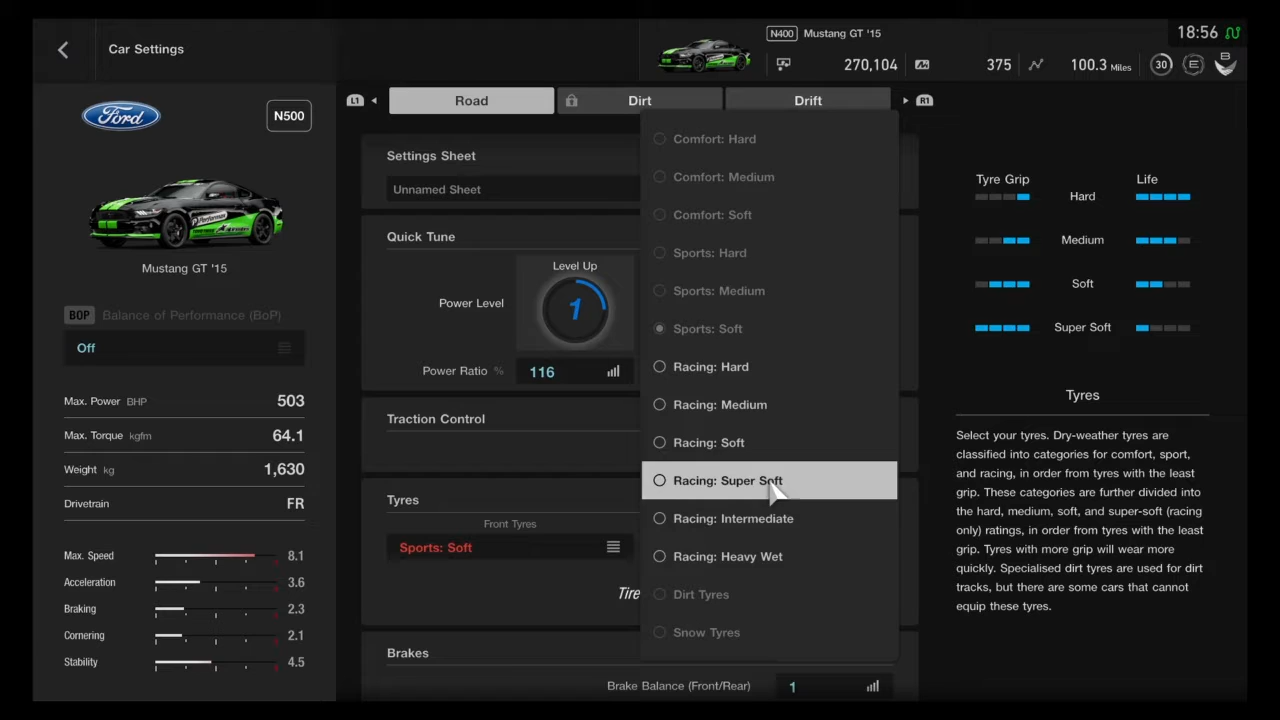 Car Settings
N400 Mustang GT '15
18:56
270,104
375
100.3 Miles
30
E
B
Ford
N500
Mustang GT '15
BOP Balance of Performance (BoP)
Off
Max. Power BHP 503
Max. Torque kgfm 64.1
Weight kg 1,630
Drivetrain FR
Max. Speed 8.1
Acceleration 3.6
Braking 2.3
Cornering 2.1
Stability 4.5
L1 Road Dirt Drift R1
Settings Sheet
Unnamed Sheet
Quick Tune
Level Up
Power Level 1
Power Ratio % 116
Traction Control
Tyres
Front Tyres
Sports: Soft
Tire
Brakes
Brake Balance (Front/Rear) 1
Comfort: Hard
Comfort: Medium
Comfort: Soft
Sports: Hard
Sports: Medium
Sports: Soft
Racing: Hard
Racing: Medium
Racing: Soft
Racing: Super Soft
Racing: Intermediate
Racing: Heavy Wet
Dirt Tyres
Snow Tyres
Tyre Grip Life
Hard
Medium
Soft
Super Soft
Tyres
Select your tyres. Dry-weather tyres are
classified into categories for comfort, sport,
and racing, in order from tyres with the least
grip. These categories are further divided into
the hard, medium, soft, and super-soft (racing
only) ratings, in order from tyres with the least
grip. Tyres with more grip will wear more
quickly. Specialised dirt tyres are used for dirt
tracks, but there are some cars that cannot
equip these tyres.